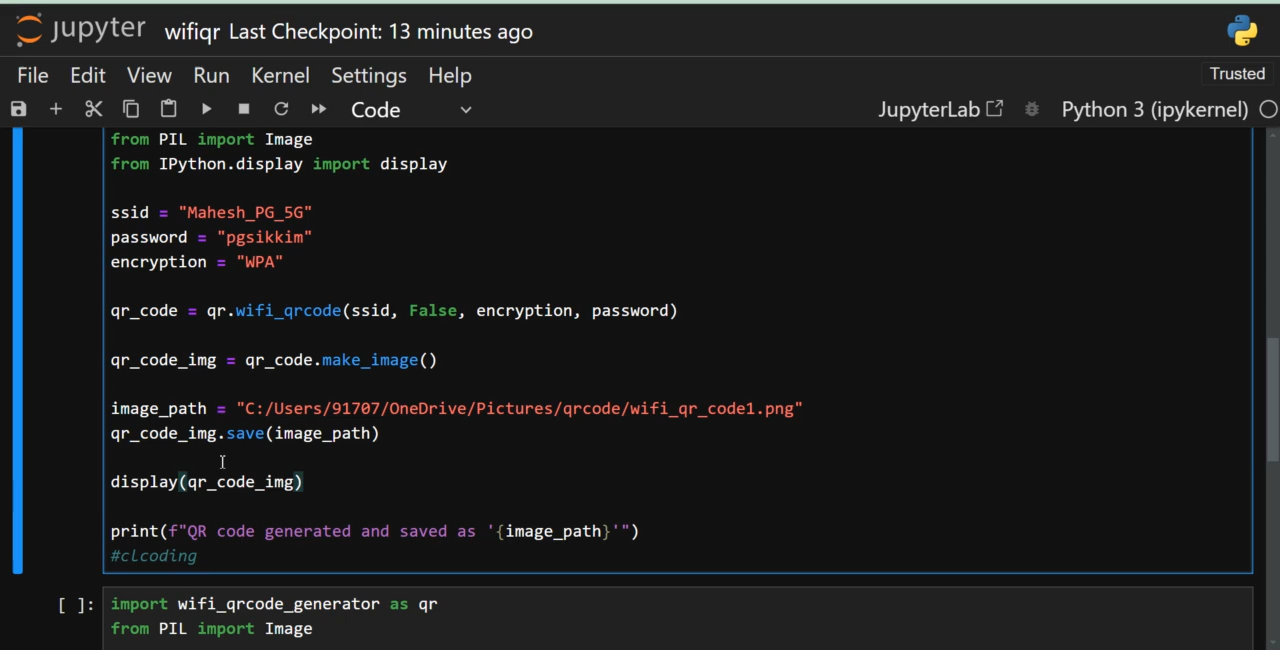 jupyter wifiqr Last Checkpoint: 13 minutes ago
File Edit View Run Kernel Settings Help Trusted
Code JupyterLab Python 3 (ipykernel)
from PIL import Image
from IPython.display import display
ssid = "Mahesh_PG_5G"
password = "pgsikkim"
encryption = "WPA"
qr_code = qr.wifi_qrcode(ssid, False, encryption, password)
qr_code_img = qr_code.make_image()
image_path = "C:/Users/91707/OneDrive/Pictures/qrcode/wifi_qr_code1.png"
qr_code_img.save(image_path)
display(qr_code_img)
print(f"QR code generated and saved as '{image_path}'")
#clcoding
[ ]: import wifi_qrcode_generator as qr
from PIL import Image